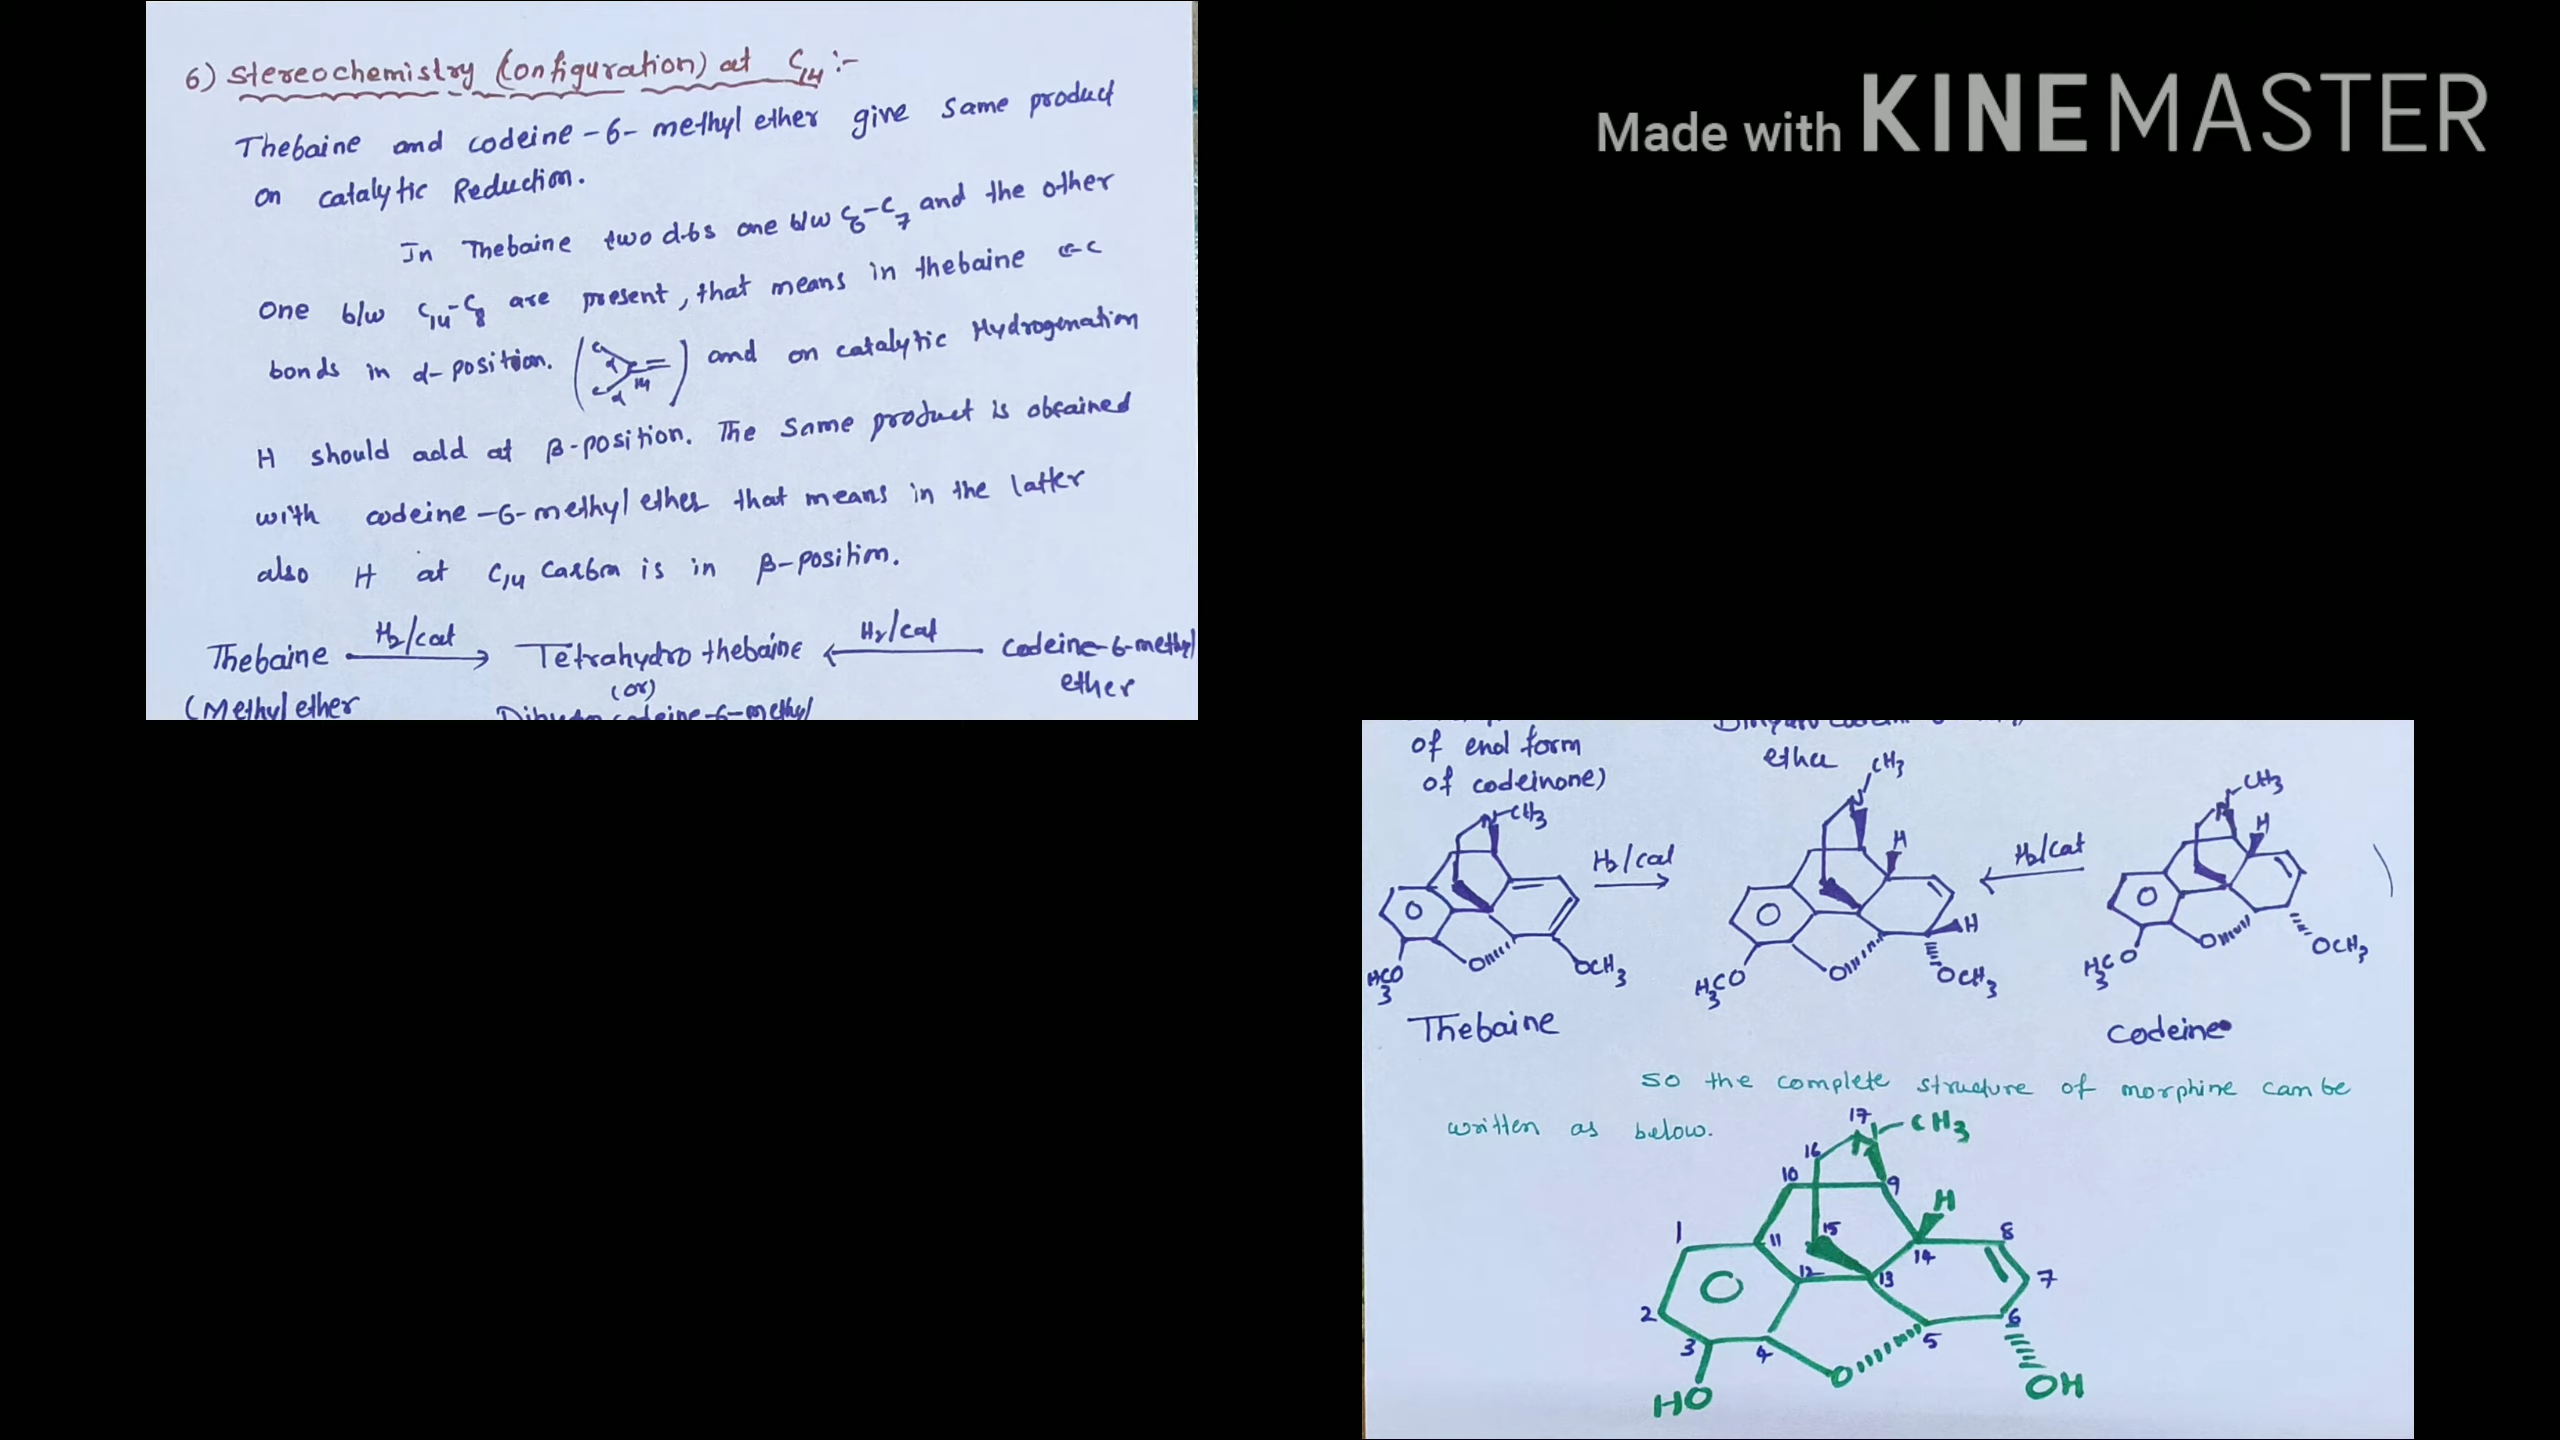 Made with KINEMASTER
6) Stereochemistry (configuration) at C14 :-
Thebaine and codeine-6-methyl ether give same product
on catalytic Reduction.
In Thebaine two dbs one b/w C6-C7 and the other
One b/w C14-C8 are present, that means in thebaine c-c
bonds in α-position. (c α c α 14) and on catalytic Hydrogenation
H should add at β-position. The same product is obtained
with codeine-6-methyl ether that means in the latter
also H at C14 carbon is in β-position.
Thebaine H2/cat Tetrahydro thebaine H2/cat Codeine-6-methyl
(or) ether
(Methyl ether Dihydro codeine-6-methyl
of enol form ether
of codeinone)
N-CH3 N CH3 N-CH3
H2/cat H H2/cat H
H
H3CO O OCH3 H3CO O OCH3 H3CO O OCH3
Thebaine Codeine
So the complete structure of morphine can be
written as below.
17 CH3
16 N
10 9 H
1 11 15 14 8
12 13 7
2 3 4 5 6
HO O OH